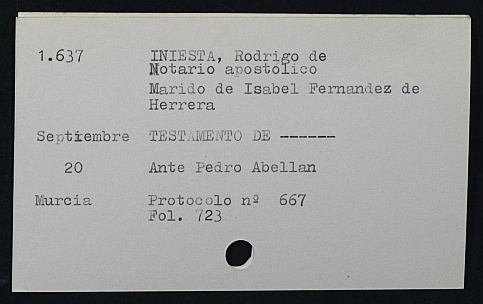 1.637 INIESTA, Rodrigo de
Notario apostolico
Marido de Isabel Fernandez de
Herrera
Septiembre TESTAMENTO DE ------
20 Ante Pedro Abellan
Murcia Protocolo nº 667
Fol. 723